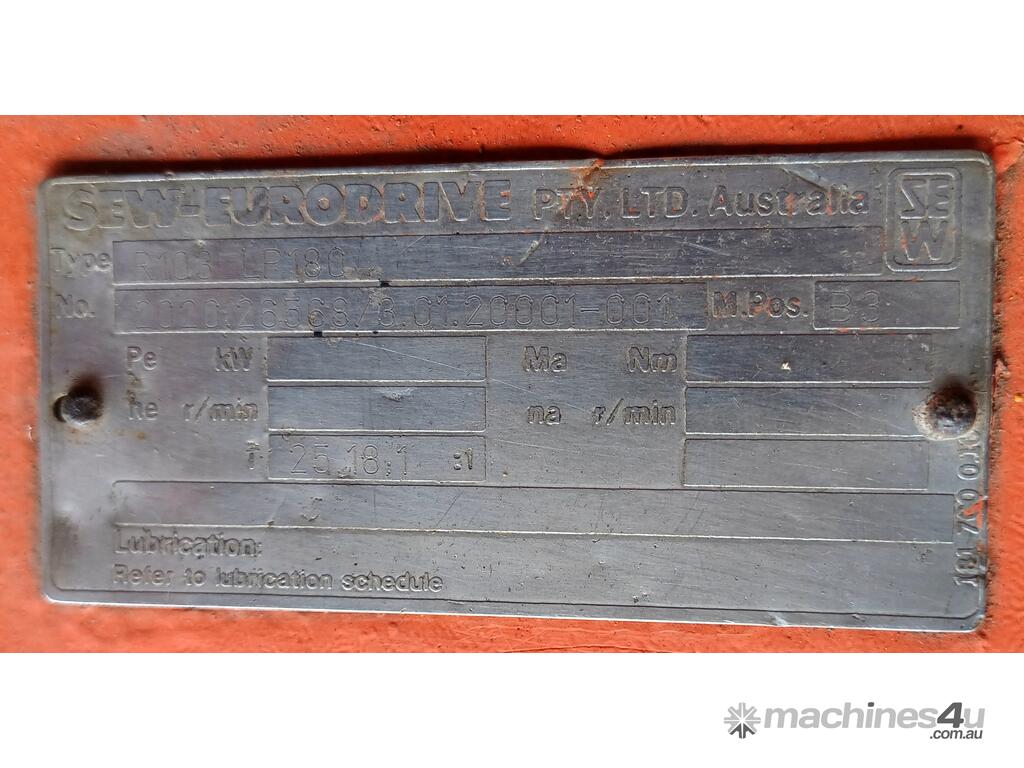 SEW-EURODRIVE PTY. LTD. Australia SEW
Type R103 LP180
No. M.Pos. B3
Pe kW Ma Nm
ne r/min na r/min
i 25.18,1 :1
Lubrication:
Refer to lubrication schedule
machines4u
.com.au